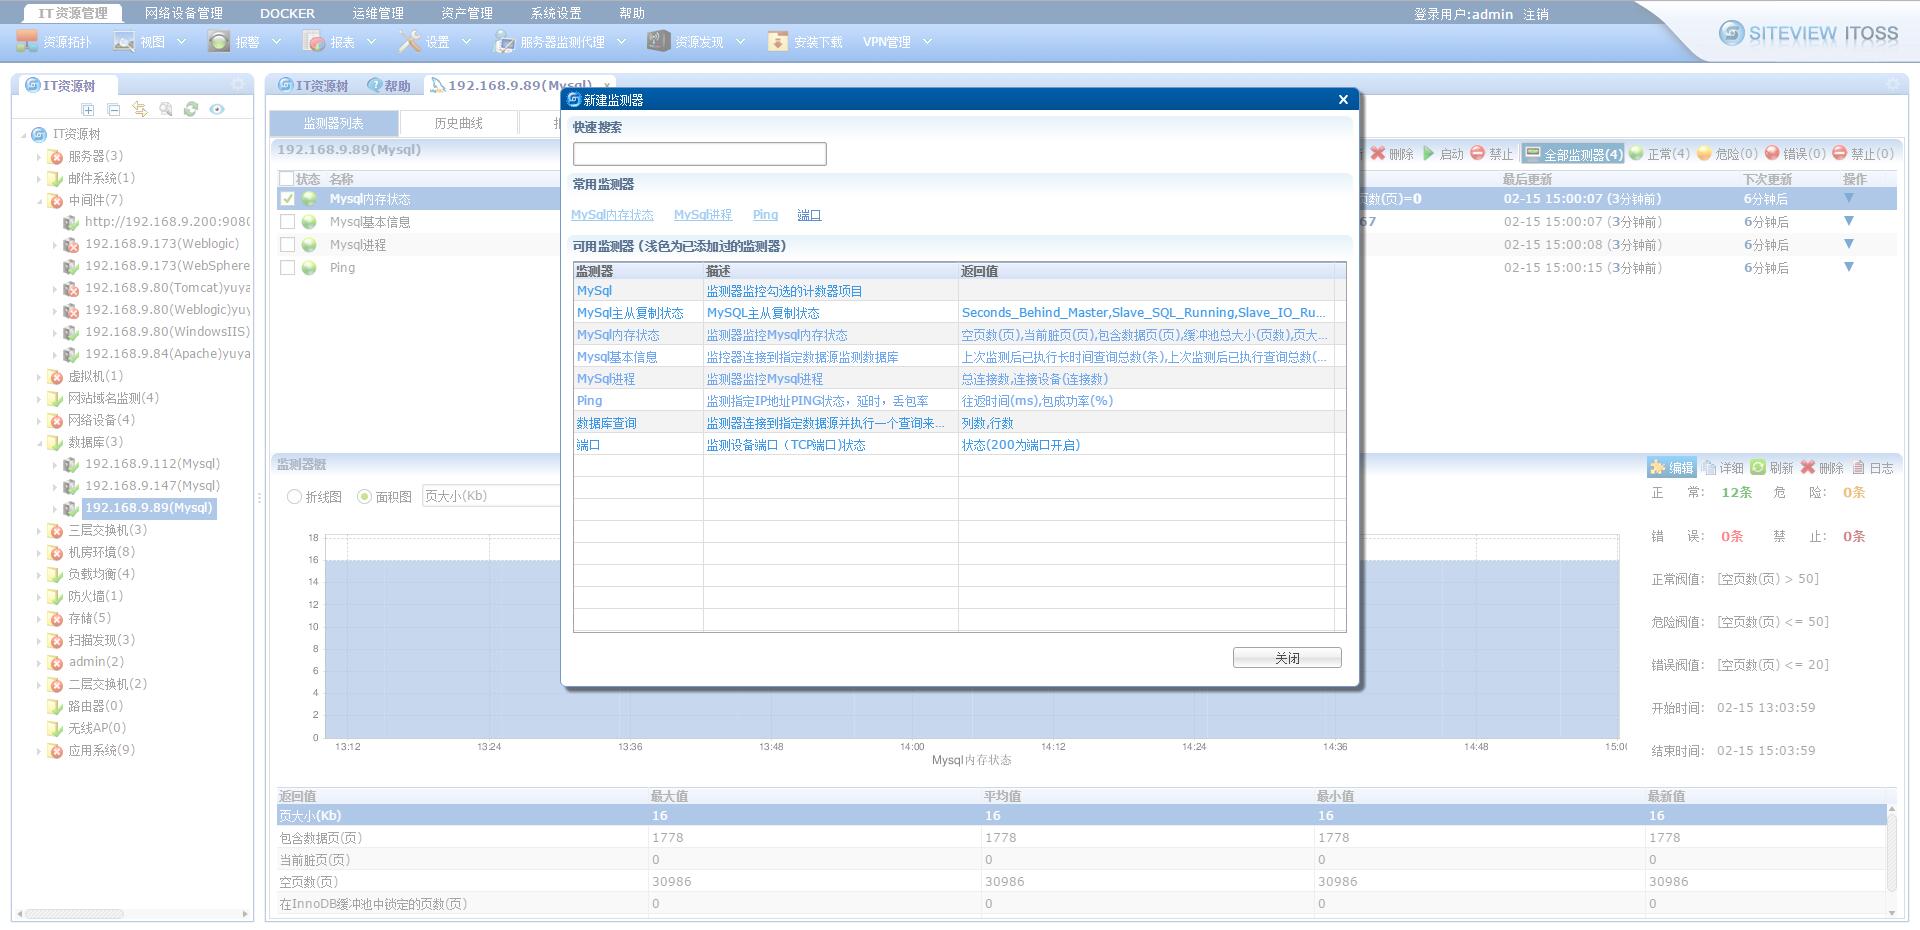 IT资源管理 网络设备管理 DOCKER 运维管理 资产管理 系统设置 帮助 登录用户:admin 注销
资源拓扑 视图 报警 报表 设置 服务器监测代理 资源发现 安装下载 VPN管理 SITEVIEW ITOSS
IT资源树
IT资源树
服务器(3)
邮件系统(1)
中间件(7)
http://192.168.9.200:908
192.168.9.173(Weblogic)
192.168.9.173(WebSphere
192.168.9.80(Tomcat)yuya
192.168.9.80(Weblogic)yuy
192.168.9.80(WindowsIIS)
192.168.9.84(Apache)yuya
虚拟机(1)
网站域名监测(4)
网络设备(4)
数据库(3)
192.168.9.112(Mysql)
192.168.9.147(Mysql)
192.168.9.89(Mysql)
三层交换机(3)
机房环境(8)
负载均衡(4)
防火墙(1)
存储(5)
扫描发现(3)
admin(2)
二层交换机(2)
路由器(0)
无线AP(0)
应用系统(9)
IT资源树 帮助 192.168.9.89(Mysql)
监测器列表 历史曲线
192.168.9.89(Mysql) 删除 启动 禁止 全部监测器(4) 正常(4) 危险(0) 错误(0) 禁止(0)
状态 名称 最后更新 下次更新 操作
Mysql内存状态 页数(页)=0 02-15 15:00:07 (3分钟前) 6分钟后
Mysql基本信息 67 02-15 15:00:07 (3分钟前) 6分钟后
Mysql进程 02-15 15:00:08 (3分钟前) 6分钟后
Ping 02-15 15:00:15 (3分钟前) 6分钟后
新建监测器
快速搜索
常用监测器
MySql内存状态 MySql进程 Ping 端口
可用监测器 (浅色为已添加过的监测器)
监测器 描述 返回值
MySql 监测器监控勾选的计数器项目
MySql主从复制状态 MySQL主从复制状态 Seconds_Behind_Master,Slave_SQL_Running,Slave_IO_Ru...
MySql内存状态 监测器监控Mysql内存状态 空页数(页),当前脏页(页),包含数据页(页),缓冲池总大小(页数),页大...
Mysql基本信息 监控器连接到指定数据源监测数据库 上次监测后已执行长时间查询总数(条),上次监测后已执行查询总数(...
MySql进程 监测器监控Mysql进程 总连接数,连接设备(连接数)
Ping 监测指定IP地址PING状态，延时，丢包率 往返时间(ms),包成功率(%)
数据库查询 监测器连接到指定数据源并执行一个查询来... 列数,行数
端口 监测设备端口（TCP端口)状态 状态(200为端口开启)
关闭
监测器概 编辑 详细 刷新 删除 日志
折线图 面积图 页大小(Kb)
正 常: 12条 危 险: 0条
错 误: 0条 禁 止: 0条
正常阀值: [空页数(页) > 50]
危险阀值: [空页数(页) <= 50]
错误阀值: [空页数(页) <= 20]
开始时间: 02-15 13:03:59
结束时间: 02-15 15:03:59
18
16
14
12
10
8
6
4
2
0
13:12 13:24 13:36 13:48 14:00 14:12 14:24 14:36 14:48 15:00
Mysql内存状态
返回值 最大值 平均值 最小值 最新值
页大小(Kb) 16 16 16 16
包含数据页(页) 1778 1778 1778 1778
当前脏页(页) 0 0 0 0
空页数(页) 30986 30986 30986 30986
在InnoDB缓冲池中锁定的页数(页) 0 0 0 0